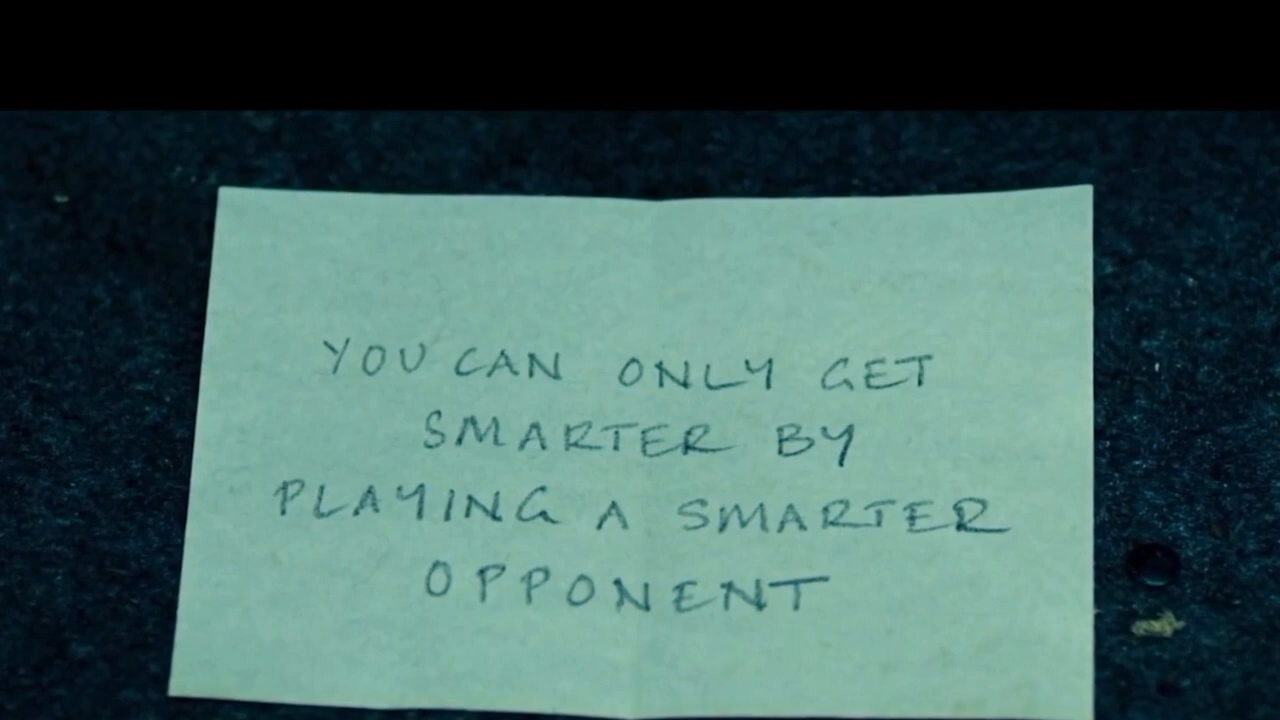 YOU CAN ONLY GET
SMARTER BY
PLAYING A SMARTER
OPPONENT